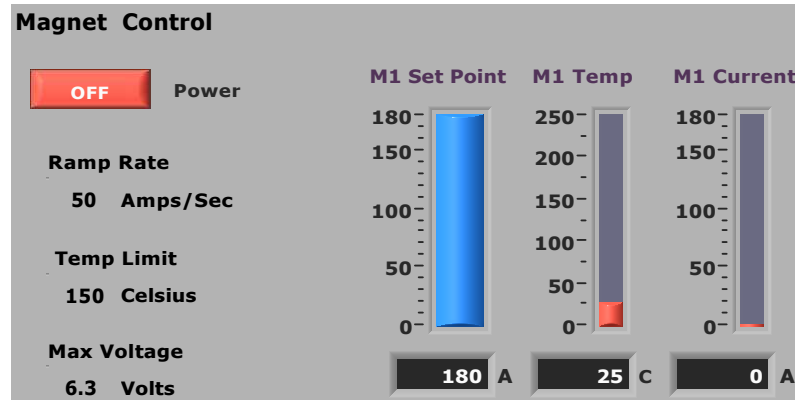 Magnet Control
OFF Power
Ramp Rate
50 Amps/Sec
Temp Limit
150 Celsius
Max Voltage
6.3 Volts
M1 Set Point
180
150
100
50
0
180 A
M1 Temp
250
200
150
100
50
0
25 C
M1 Current
180
150
100
50
0
0 A